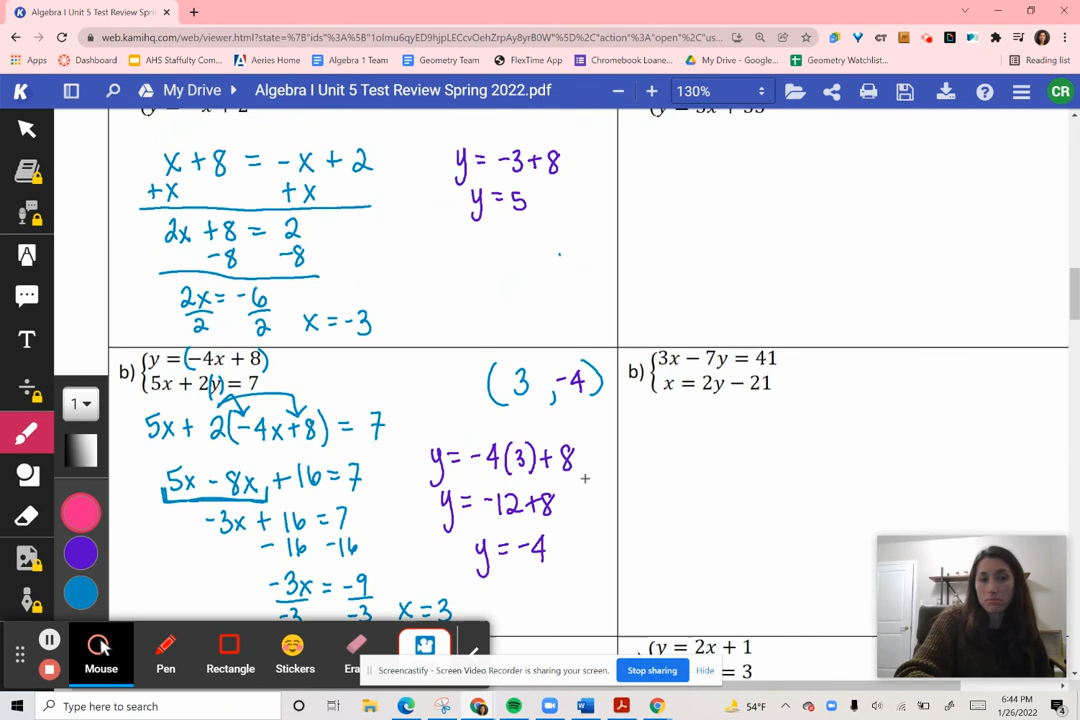 Algebra I Unit 5 Test Review Spri
web.kamihq.com/web/viewer.html?state=%7B"ids"%3A%5B"1oImu6qyED9hjpLECcvOehZrpAy8yrB0W"%5D%2C"action"%3A"open"%2C"us...
Apps
Dashboard
AHS Staffulty Com...
Aeries Home
Algebra 1 Team
Geometry Team
FlexTime App
Chromebook Loane...
My Drive - Google...
Geometry Watchlist...
Reading list
My Drive
Algebra I Unit 5 Test Review Spring 2022.pdf
130%
CR
x + 8 = -x + 2
+x +x
2x + 8 = 2
-8 -8
2x = -6
2 2 x = -3
y = -3+8
y = 5
b) {y = (-4x + 8)
5x + 2(y) = 7
(3, -4)
5x + 2(-4x+8) = 7
5x - 8x + 16 = 7
-3x + 16 = 7
- 16 -16
-3x = -9
-3 -3 x = 3
y = -4(3) + 8
y = -12+8
y = -4
b) {3x − 7y = 41
x = 2y − 21
(y = 2x + 1
= 3
1
Mouse
Pen
Rectangle
Stickers
Era
Screencastify - Screen Video Recorder is sharing your screen.
Stop sharing
Hide
Type here to search
54°F
6:44 PM
1/26/2022
4